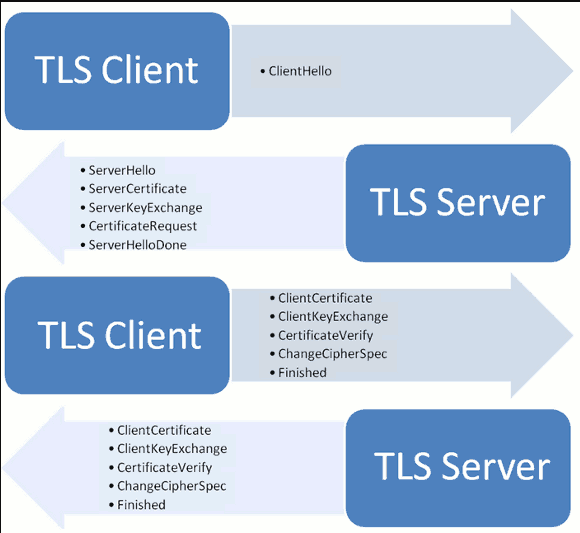 TLS Client
• ClientHello
• ServerHello
• ServerCertificate
• ServerKeyExchange
• CertificateRequest
• ServerHelloDone
TLS Server
TLS Client
• ClientCertificate
• ClientKeyExchange
• CertificateVerify
• ChangeCipherSpec
• Finished
• ClientCertificate
• ClientKeyExchange
• CertificateVerify
• ChangeCipherSpec
• Finished
TLS Server